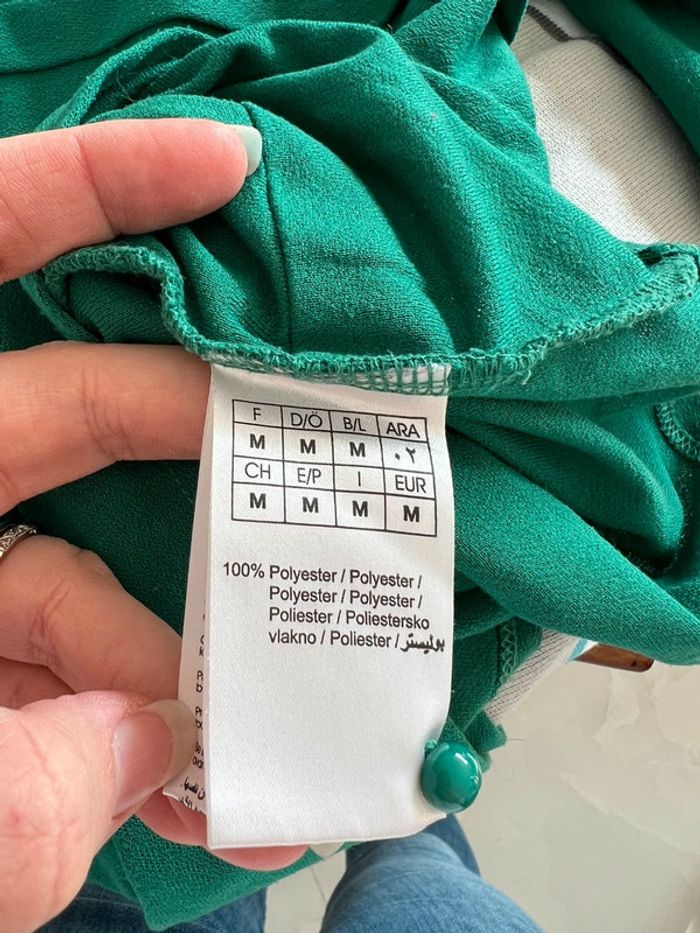 F D/Ö B/L ARA
M M M ٠٢
CH E/P I EUR
M M M M
100% Polyester / Polyester /
Polyester / Polyester /
Poliester / Poliestersko
vlakno / Poliester / بوليستر